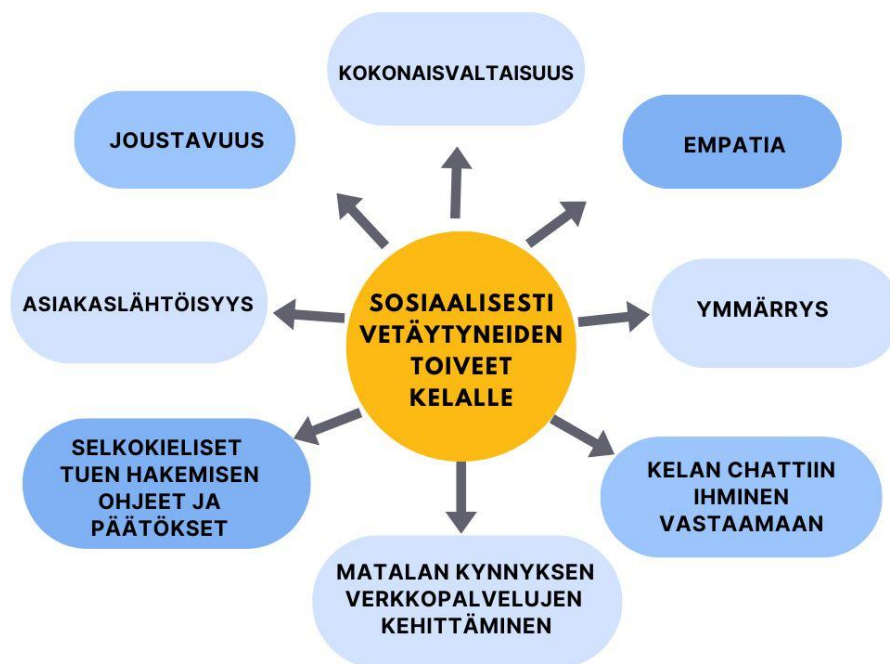 KOKONAISVALTAISUUS
JOUSTAVUUS
EMPATIA
ASIAKASLÄHTÖISYYS
SOSIAALISESTI
VETÄYTYNEIDEN
TOIVEET
KELALLE
YMMÄRRYS
SELKOKIELISET
TUEN HAKEMISEN
OHJEET JA
PÄÄTÖKSET
KELAN CHATTIIN
IHMINEN
VASTAAMAAN
MATALAN KYNNYKSEN
VERKKOPALVELUJEN
KEHITTÄMINEN